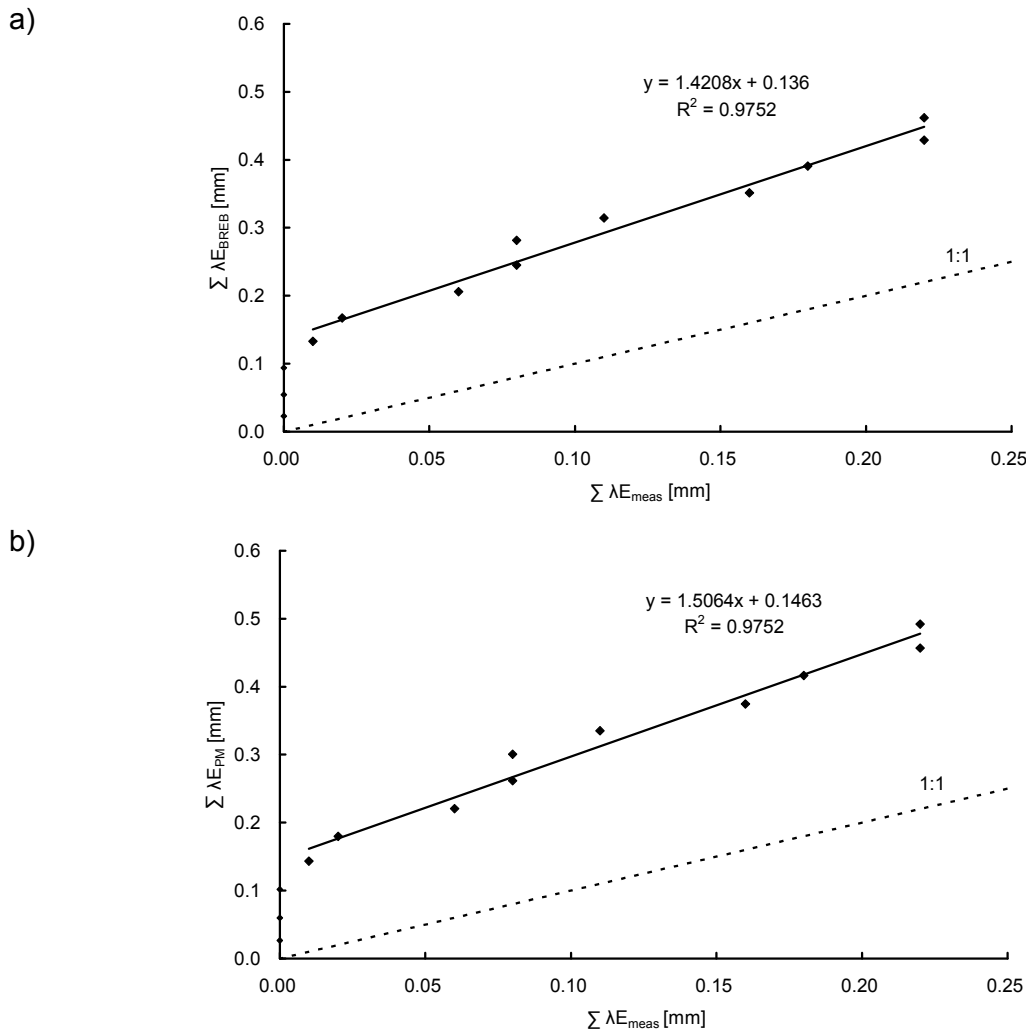 a)
0.6
0.5
0.4
0.3
0.2
0.1
0.0
∑ λE_BREB [mm]
y = 1.4208x + 0.136
R² = 0.9752
1:1
0.00 0.05 0.10 0.15 0.20 0.25
∑ λE_meas [mm]
b)
0.6
0.5
0.4
0.3
0.2
0.1
0.0
∑ λE_PM [mm]
y = 1.5064x + 0.1463
R² = 0.9752
1:1
0.00 0.05 0.10 0.15 0.20 0.25
∑ λE_meas [mm]